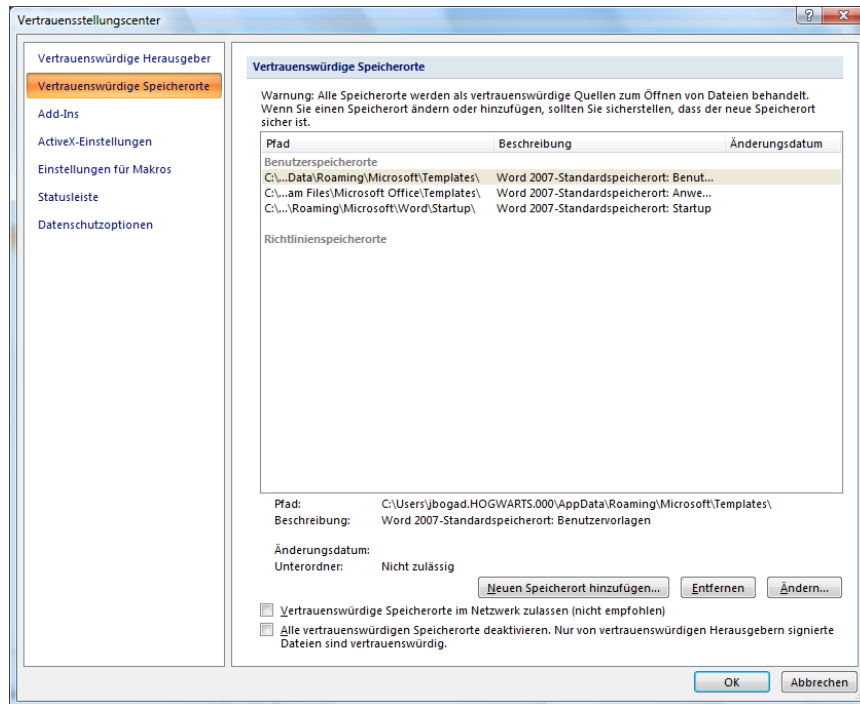 Vertrauensstellungscenter
Vertrauenswürdige Herausgeber
Vertrauenswürdige Speicherorte
Add-Ins
ActiveX-Einstellungen
Einstellungen für Makros
Statusleiste
Datenschutzoptionen
Vertrauenswürdige Speicherorte
Warnung: Alle Speicherorte werden als vertrauenswürdige Quellen zum Öffnen von Dateien behandelt.
Wenn Sie einen Speicherort ändern oder hinzufügen, sollten Sie sicherstellen, dass der neue Speicherort
sicher ist.
Pfad Beschreibung Änderungsdatum
Benutzerspeicherorte
C:\...Data\Roaming\Microsoft\Templates\ Word 2007-Standardspeicherort: Benut...
C:\...am Files\Microsoft Office\Templates\ Word 2007-Standardspeicherort: Anwe...
C:\...\Roaming\Microsoft\Word\Startup\ Word 2007-Standardspeicherort: Startup
Richtlinienspeicherorte
Pfad: C:\Users\jbogad.HOGWARTS.000\AppData\Roaming\Microsoft\Templates\
Beschreibung: Word 2007-Standardspeicherort: Benutzervorlagen
Änderungsdatum:
Unterordner: Nicht zulässig
Neuen Speicherort hinzufügen... Entfernen Ändern...
Vertrauenswürdige Speicherorte im Netzwerk zulassen (nicht empfohlen)
Alle vertrauenswürdigen Speicherorte deaktivieren. Nur von vertrauenswürdigen Herausgebern signierte
Dateien sind vertrauenswürdig.
OK Abbrechen